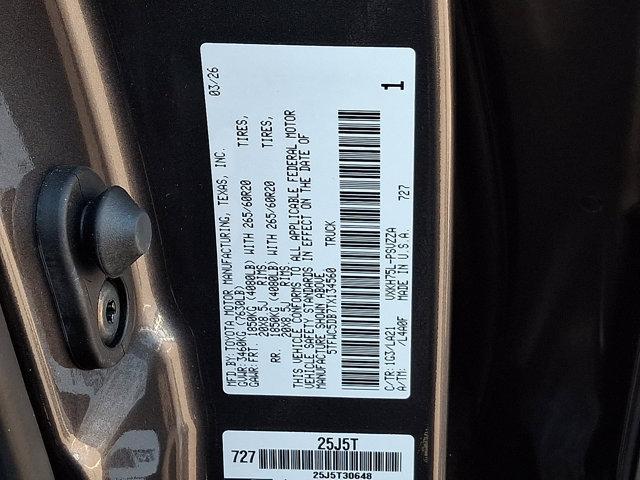 MFD BY: TOYOTA MOTOR MANUFACTURING, TEXAS, INC. 03/26
GVWR: 3460KG (7630LB)
GAWR: FRT. 1850KG (4080LB) WITH 265/60R20 TIRES,
20X8.5J RIMS
RR. 1850KG (4080LB) WITH 265/60R20 TIRES,
20X8.5J RIMS
THIS VEHICLE CONFORMS TO ALL APPLICABLE FEDERAL MOTOR
VEHICLE SAFETY STANDARDS IN EFFECT ON THE DATE OF
MANUFACTURE SHOWN ABOVE.
5TFWC5DB7TX134560 TRUCK
C/TR: 1G3/LA21 VXKH75L-PSUZZA 727
A/TM: /L4A0F MADE IN U.S.A.
1
25J5T
727
25J5T30648